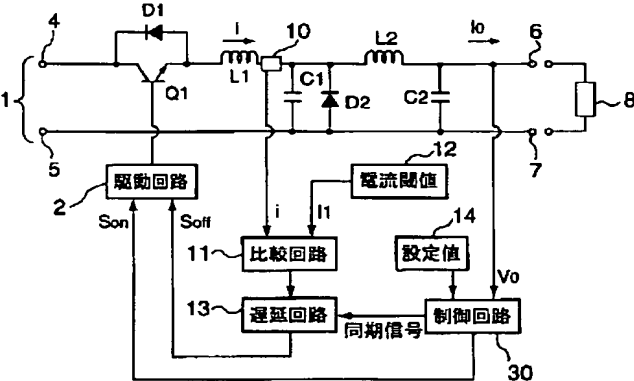 D1
i
10
L2
Io
4
6
L1
C1
Q1
D2
C2
1
8
5
7
12
駆動回路
電流閾値
2
Son
Soff
i
I1
14
11
比較回路
設定値
Vo
13
遅延回路
同期信号
制御回路
30